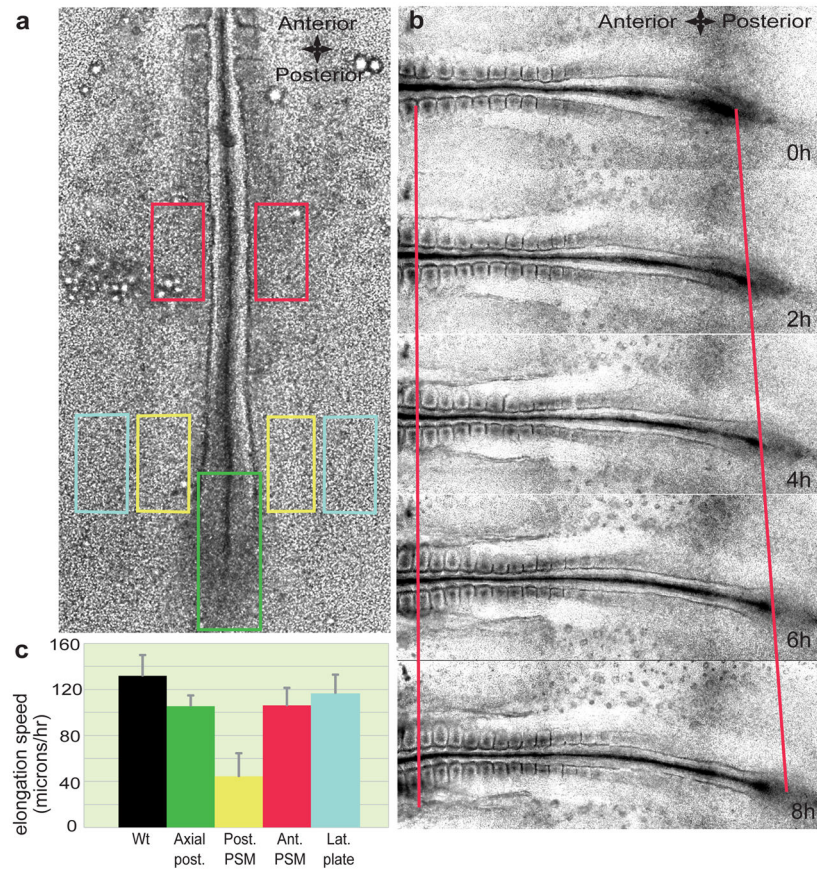 a
Anterior
Posterior
b
Anterior Posterior
0h
2h
4h
6h
8h
c
elongation speed
(microns/hr)
160
120
80
40
0
Wt Axial Post. Ant. Lat.
post. PSM PSM plate